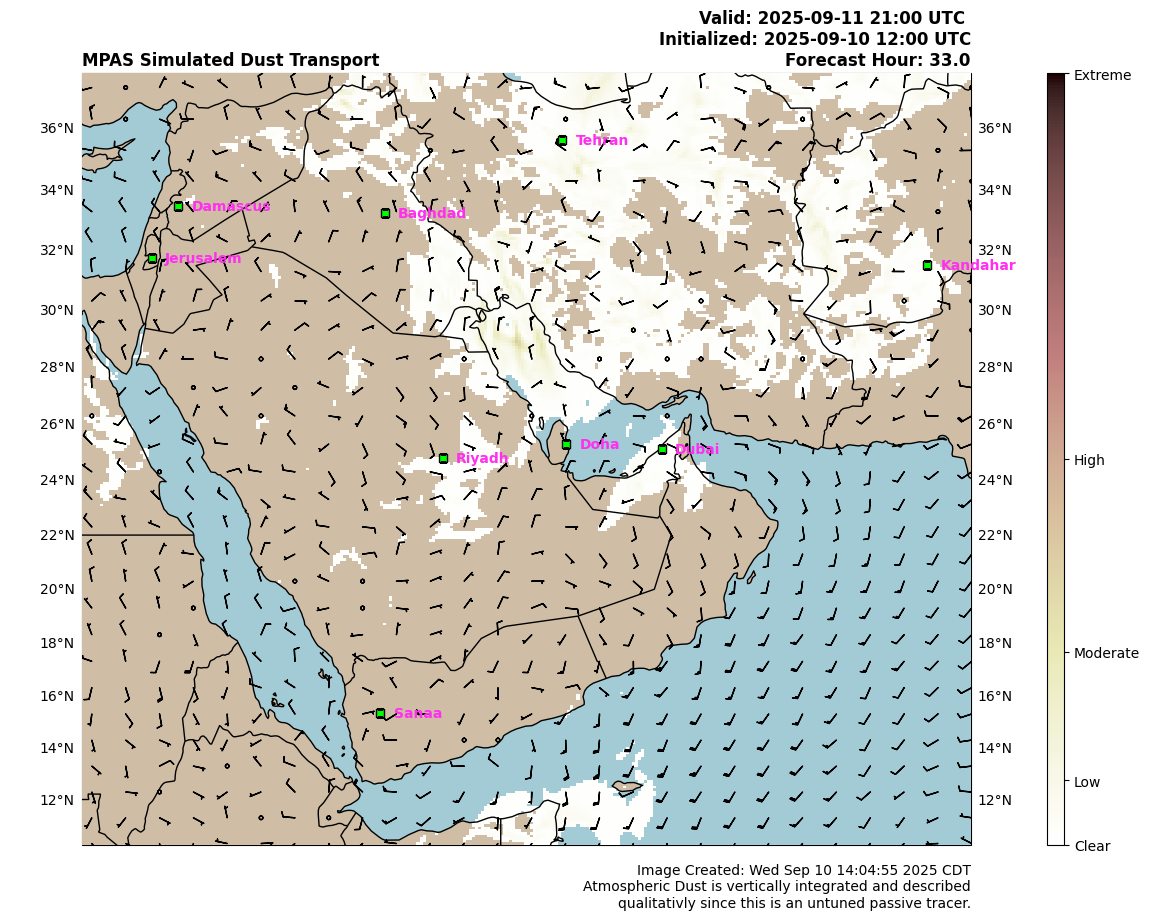 Valid: 2025-09-11 21:00 UTC
Initialized: 2025-09-10 12:00 UTC
MPAS Simulated Dust Transport
Forecast Hour: 33.0
Extreme
36°N
36°N
Tehran
34°N
34°N
Damascus
Baghdad
32°N
32°N
Jerusalem
Kandahar
30°N
30°N
28°N
28°N
26°N
26°N
Doha
Dubai
Riyadh
High
24°N
24°N
22°N
22°N
20°N
20°N
18°N
18°N
Moderate
16°N
16°N
Sanaa
14°N
14°N
Low
12°N
12°N
Clear
Image Created: Wed Sep 10 14:04:55 2025 CDT
Atmospheric Dust is vertically integrated and described
qualitativly since this is an untuned passive tracer.